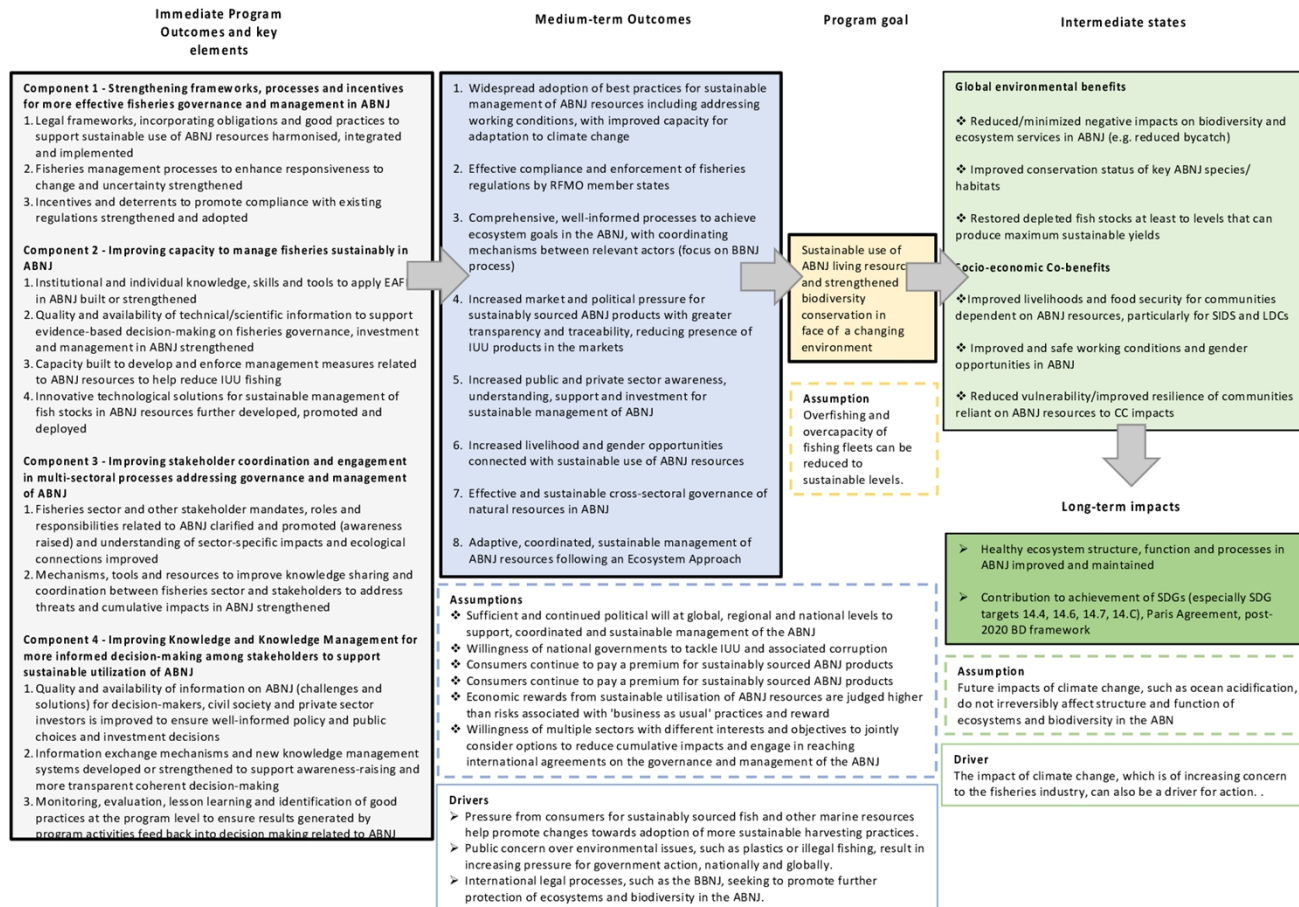 Immediate Program
Outcomes and key
elements
Component 1 - Strengthening frameworks, processes and incentives
for more effective fisheries governance and management in ABNJ
1. Legal frameworks, incorporating obligations and good practices to
support sustainable use of ABNJ resources harmonised, integrated
and implemented
2. Fisheries management processes to enhance responsiveness to
change and uncertainty strengthened
3. Incentives and deterrents to promote compliance with existing
regulations strengthened and adopted
Component 2 - Improving capacity to manage fisheries sustainably in
ABNJ
1. Institutional and individual knowledge, skills and tools to apply EAF
in ABNJ built or strengthened
2. Quality and availability of technical/scientific information to support
evidence-based decision-making on fisheries governance, investment
and management in ABNJ strengthened
3. Capacity built to develop and enforce management measures related
to ABNJ resources to help reduce IUU fishing
4. Innovative technological solutions for sustainable management of
fish stocks in ABNJ resources further developed, promoted and
deployed
Component 3 - Improving stakeholder coordination and engagement
in multi-sectoral processes addressing governance and management
of ABNJ
1. Fisheries sector and other stakeholder mandates, roles and
responsibilities related to ABNJ clarified and promoted (awareness
raised) and understanding of sector-specific impacts and ecological
connections improved
2. Mechanisms, tools and resources to improve knowledge sharing and
coordination between fisheries sector and stakeholders to address
threats and cumulative impacts in ABNJ strengthened
Component 4 - Improving Knowledge and Knowledge Management for
more informed decision-making among stakeholders to support
sustainable utilization of ABNJ
1. Quality and availability of information on ABNJ (challenges and
solutions) for decision-makers, civil society and private sector
investors is improved to ensure well-informed policy and public
choices and investment decisions
2. Information exchange mechanisms and new knowledge management
systems developed or strengthened to support awareness-raising and
more transparent coherent decision-making
3. Monitoring, evaluation, lesson learning and identification of good
practices at the program level to ensure results generated by
program activities feed back into decision making related to ABNJ
Medium-term Outcomes
1. Widespread adoption of best practices for sustainable
management of ABNJ resources including addressing
working conditions, with improved capacity for
adaptation to climate change
2. Effective compliance and enforcement of fisheries
regulations by RFMO member states
3. Comprehensive, well-informed processes to achieve
ecosystem goals in the ABNJ, with coordinating
mechanisms between relevant actors (focus on BBNJ
process)
4. Increased market and political pressure for
sustainably sourced ABNJ products with greater
transparency and traceability, reducing presence of
IUU products in the markets
5. Increased public and private sector awareness,
understanding, support and investment for
sustainable management of ABNJ
6. Increased livelihood and gender opportunities
connected with sustainable use of ABNJ resources
7. Effective and sustainable cross-sectoral governance of
natural resources in ABNJ
8. Adaptive, coordinated, sustainable management of
ABNJ resources following an Ecosystem Approach
Assumptions
❖ Sufficient and continued political will at global, regional and national levels to
support, coordinated and sustainable management of the ABNJ
❖ Willingness of national governments to tackle IUU and associated corruption
❖ Consumers continue to pay a premium for sustainably sourced ABNJ products
❖ Consumers continue to pay a premium for sustainably sourced ABNJ products
❖ Economic rewards from sustainable utilisation of ABNJ resources are judged higher
than risks associated with 'business as usual' practices and reward
❖ Willingness of multiple sectors with different interests and objectives to jointly
consider options to reduce cumulative impacts and engage in reaching
international agreements on the governance and management of the ABNJ
Drivers
➢ Pressure from consumers for sustainably sourced fish and other marine resources
help promote changes towards adoption of more sustainable harvesting practices.
➢ Public concern over environmental issues, such as plastics or illegal fishing, result in
increasing pressure for government action, nationally and globally.
➢ International legal processes, such as the BBNJ, seeking to promote further
protection of ecosystems and biodiversity in the ABNJ.
Program goal
Sustainable use of
ABNJ living resourc
and strengthened
biodiversity
conservation in
face of a changing
environment
Assumption
Overfishing and
overcapacity of
fishing fleets can be
reduced to
sustainable levels.
Intermediate states
Global environmental benefits
❖ Reduced/minimized negative impacts on biodiversity and
ecosystem services in ABNJ (e.g. reduced bycatch)
❖ Improved conservation status of key ABNJ species/
habitats
❖ Restored depleted fish stocks at least to levels that can
produce maximum sustainable yields
Socio-economic Co-benefits
❖Improved livelihoods and food security for communities
dependent on ABNJ resources, particularly for SIDS and LDCs
❖ Improved and safe working conditions and gender
opportunities in ABNJ
❖ Reduced vulnerability/improved resilience of communities
reliant on ABNJ resources to CC impacts
Long-term impacts
➢ Healthy ecosystem structure, function and processes in
ABNJ improved and maintained
➢ Contribution to achievement of SDGs (especially SDG
targets 14.4, 14.6, 14.7, 14.C), Paris Agreement, post-
2020 BD framework
Assumption
Future impacts of climate change, such as ocean acidification,
do not irreversibly affect structure and function of
ecosystems and biodiversity in the ABN
Driver
The impact of climate change, which is of increasing concern
to the fisheries industry, can also be a driver for action. .